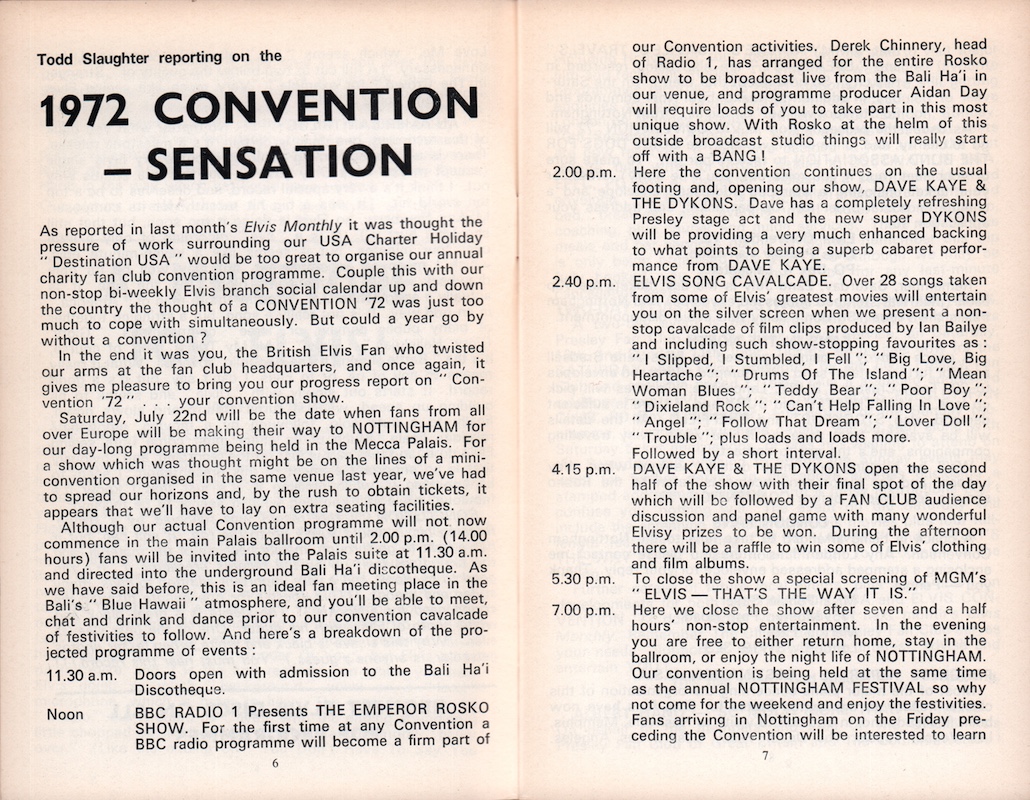 Todd Slaughter reporting on the
1972 CONVENTION
– SENSATION
As reported in last month's Elvis Monthly it was thought the
pressure of work surrounding our USA Charter Holiday
" Destination USA " would be too great to organise our annual
charity fan club convention programme. Couple this with our
non-stop bi-weekly Elvis branch social calendar up and down
the country the thought of a CONVENTION '72 was just too
much to cope with simultaneously. But could a year go by
without a convention ?
In the end it was you, the British Elvis Fan who twisted
our arms at the fan club headquarters, and once again, it
gives me pleasure to bring you our progress report on " Con-
vention '72 " . . . your convention show.
Saturday, July 22nd will be the date when fans from all
over Europe will be making their way to NOTTINGHAM for
our day-long programme being held in the Mecca Palais. For
a show which was thought might be on the lines of a mini-
convention organised in the same venue last year, we've had
to spread our horizons and, by the rush to obtain tickets, it
appears that we'll have to lay on extra seating facilities.
Although our actual Convention programme will not now
commence in the main Palais ballroom until 2.00 p.m. (14.00
hours) fans will be invited into the Palais suite at 11.30 a.m.
and directed into the underground Bali Ha'i discotheque. As
we have said before, this is an ideal fan meeting place in the
Bali's " Blue Hawaii " atmosphere, and you'll be able to meet,
chat and drink and dance prior to our convention cavalcade
of festivities to follow. And here's a breakdown of the pro-
jected programme of events :
11.30 a.m. Doors open with admission to the Bali Ha'i
Discotheque.
Noon BBC RADIO 1 Presents THE EMPEROR ROSKO
SHOW. For the first time at any Convention a
BBC radio programme will become a firm part of
6
our Convention activities. Derek Chinnery, head
of Radio 1, has arranged for the entire Rosko
show to be broadcast live from the Bali Ha'i in
our venue, and programme producer Aidan Day
will require loads of you to take part in this most
unique show. With Rosko at the helm of this
outside broadcast studio things will really start
off with a BANG !
2.00 p.m. Here the convention continues on the usual
footing and, opening our show, DAVE KAYE &
THE DYKONS. Dave has a completely refreshing
Presley stage act and the new super DYKONS
will be providing a very much enhanced backing
to what points to being a superb cabaret perfor-
mance from DAVE KAYE.
2.40 p.m. ELVIS SONG CAVALCADE. Over 28 songs taken
from some of Elvis' greatest movies will entertain
you on the silver screen when we present a non-
stop cavalcade of film clips produced by Ian Bailye
and including such show-stopping favourites as :
" I Slipped, I Stumbled, I Fell "; " Big Love, Big
Heartache "; " Drums Of The Island "; " Mean
Woman Blues "; " Teddy Bear "; " Poor Boy ";
" Dixieland Rock "; " Can't Help Falling In Love ";
" Angel "; " Follow That Dream "; " Lover Doll ";
" Trouble "; plus loads and loads more.
Followed by a short interval.
4.15 p.m. DAVE KAYE & THE DYKONS open the second
half of the show with their final spot of the day
which will be followed by a FAN CLUB audience
discussion and panel game with many wonderful
Elvisy prizes to be won. During the afternoon
there will be a raffle to win some of Elvis' clothing
and film albums.
5.30 p.m. To close the show a special screening of MGM's
" ELVIS — THAT'S THE WAY IT IS."
7.00 p.m. Here we close the show after seven and a half
hours' non-stop entertainment. In the evening
you are free to either return home, stay in the
ballroom, or enjoy the night life of NOTTINGHAM.
Our convention is being held at the same time
as the annual NOTTINGHAM FESTIVAL so why
not come for the weekend and enjoy the festivities.
Fans arriving in Nottingham on the Friday pre-
ceding the Convention will be interested to learn
7